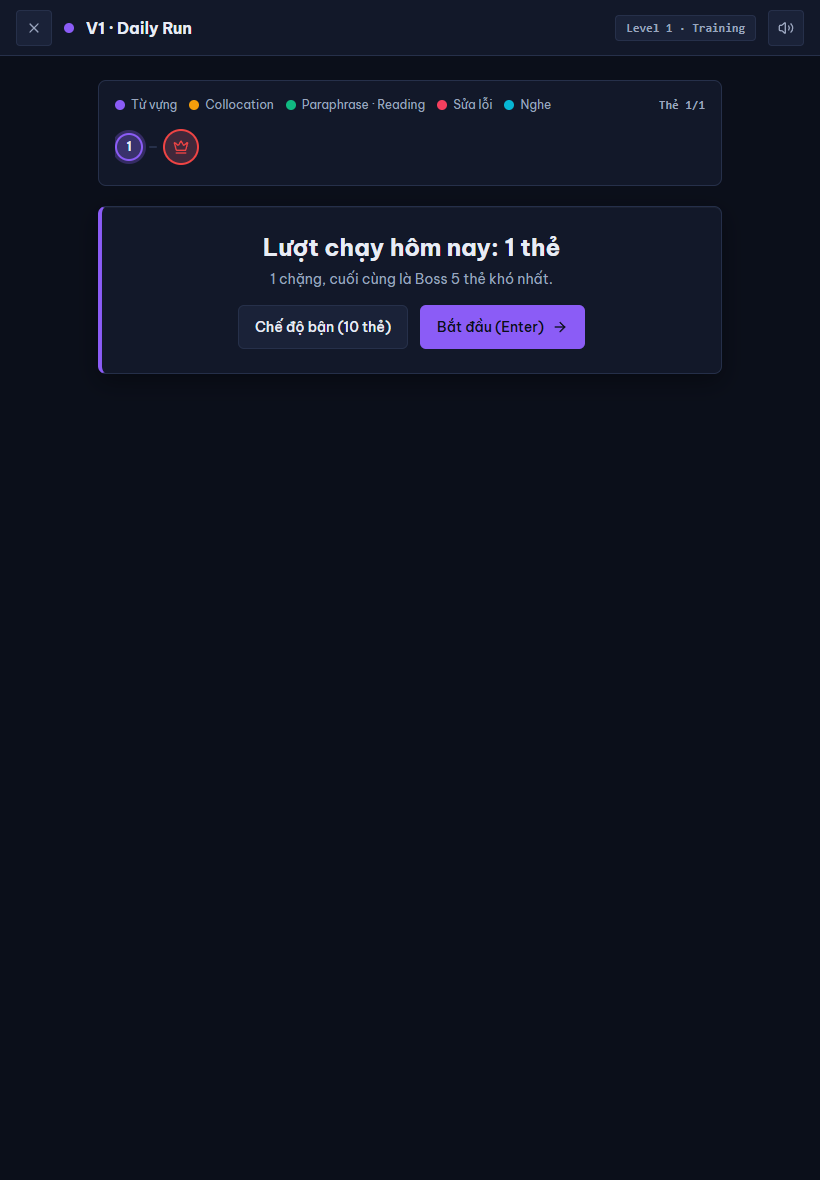 V1 · Daily Run
Level 1 · Training
Từ vựng
Collocation
Paraphrase · Reading
Sửa lỗi
Nghe
Thẻ 1/1
1
Lượt chạy hôm nay: 1 thẻ
1 chặng, cuối cùng là Boss 5 thẻ khó nhất.
Chế độ bận (10 thẻ)
Bắt đầu (Enter)